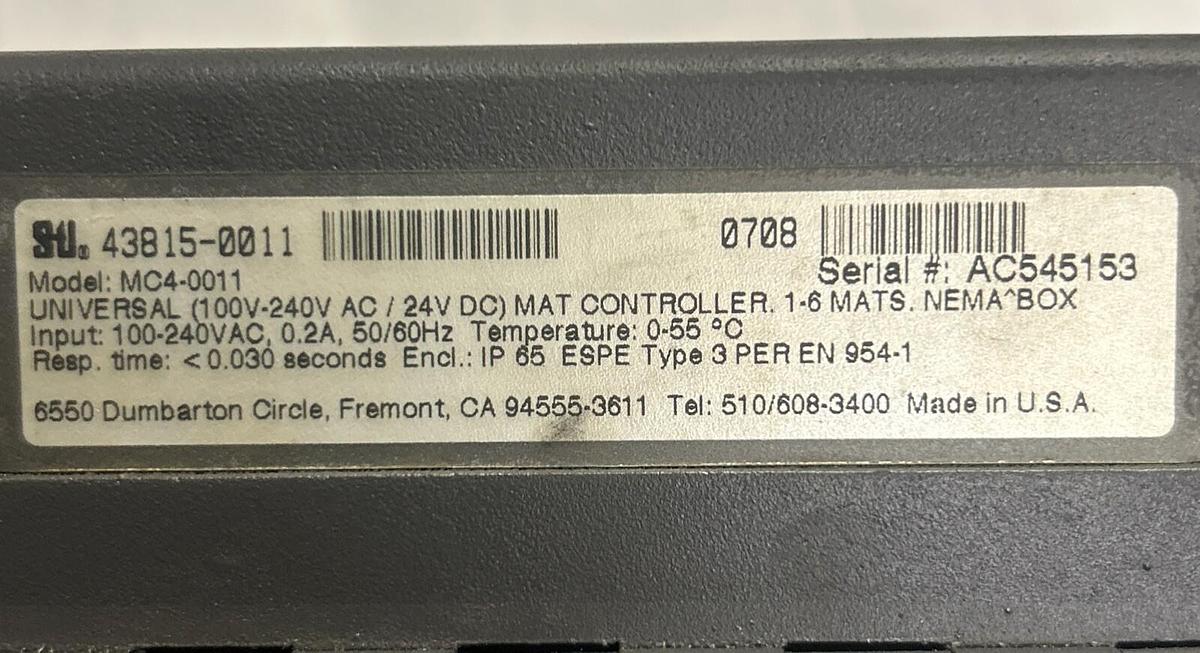 STI® 43815-0011 0708
Serial #: AC545153
Model: MC4-0011
UNIVERSAL (100V-240V AC / 24V DC) MAT CONTROLLER. 1-6 MATS. NEMA^BOX
Input: 100-240VAC, 0.2A, 50/60Hz Temperature: 0-55 °C
Resp. time: < 0.030 seconds Encl.: IP 65 ESPE Type 3 PER EN 954-1
6550 Dumbarton Circle, Fremont, CA 94555-3611 Tel: 510/608-3400 Made in U.S.A.